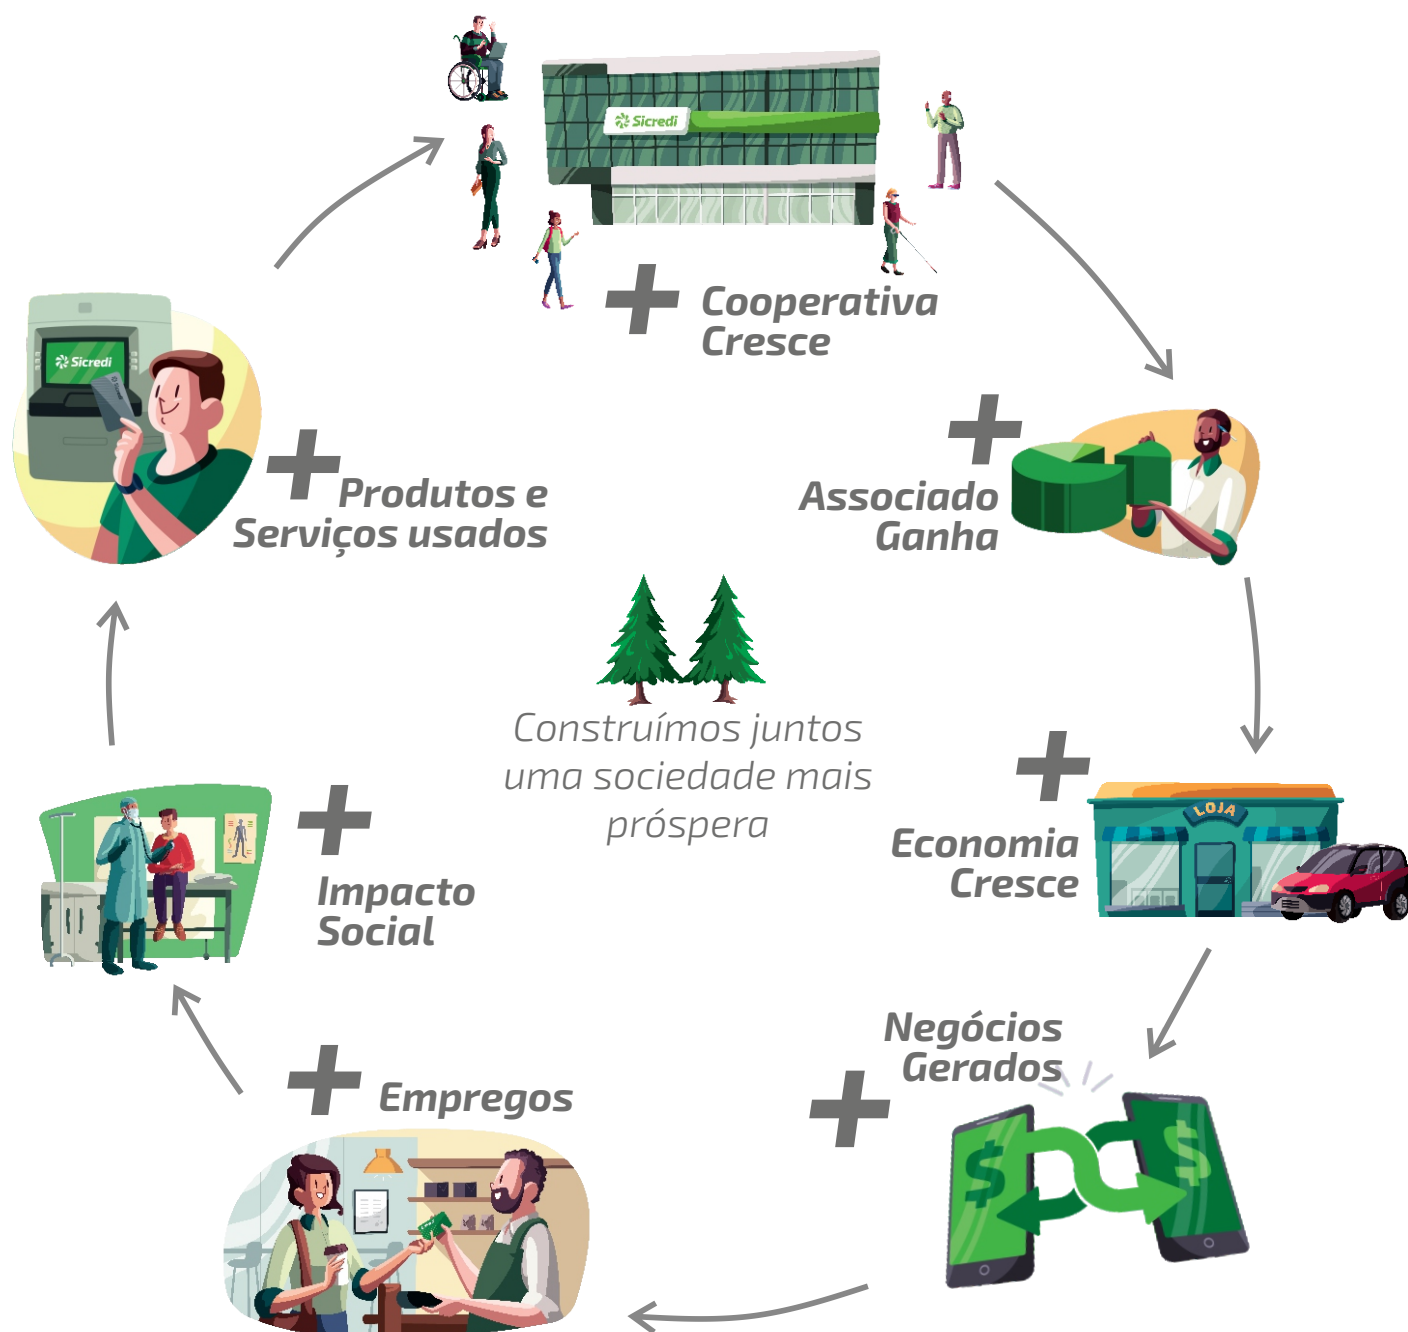 Sicredi
+ Cooperativa
Cresce
Sicredi
+ Produtos e
Serviços usados
+
Associado
Ganha
Construímos juntos
uma sociedade mais
próspera
+
Economia
Cresce
LOJA
+
Impacto
Social
Negócios
Gerados
+
+ Empregos
$
$